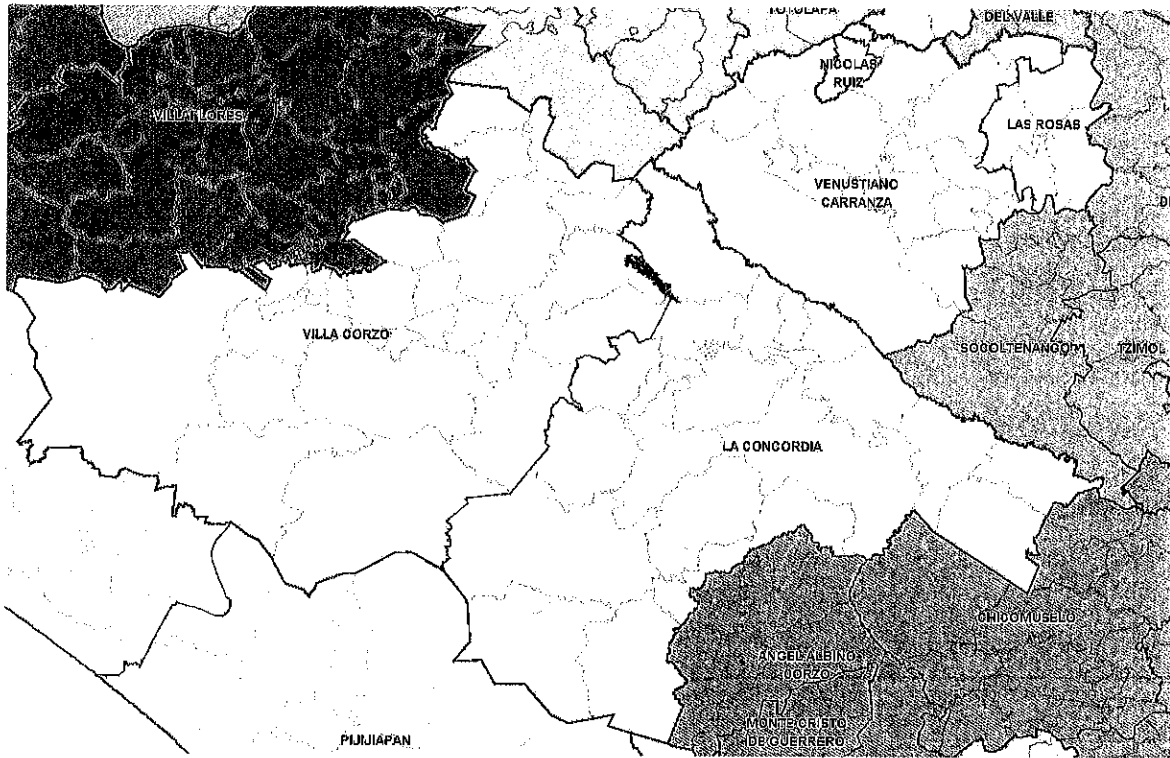 TOTOLAPA
DEL VALLE
NICOLAS
RUIZ
VILLAFLORES
LAS ROSAS
VENUSTIANO
CARRANZA
VILLA CORZO
SOCOLTENANGO
TZIMOL
LA CONCORDIA
CHICOMUSELO
ANGEL ALBINO
CORZO
MONTECRISTO
DE GUERRERO
PIJIJIAPAN